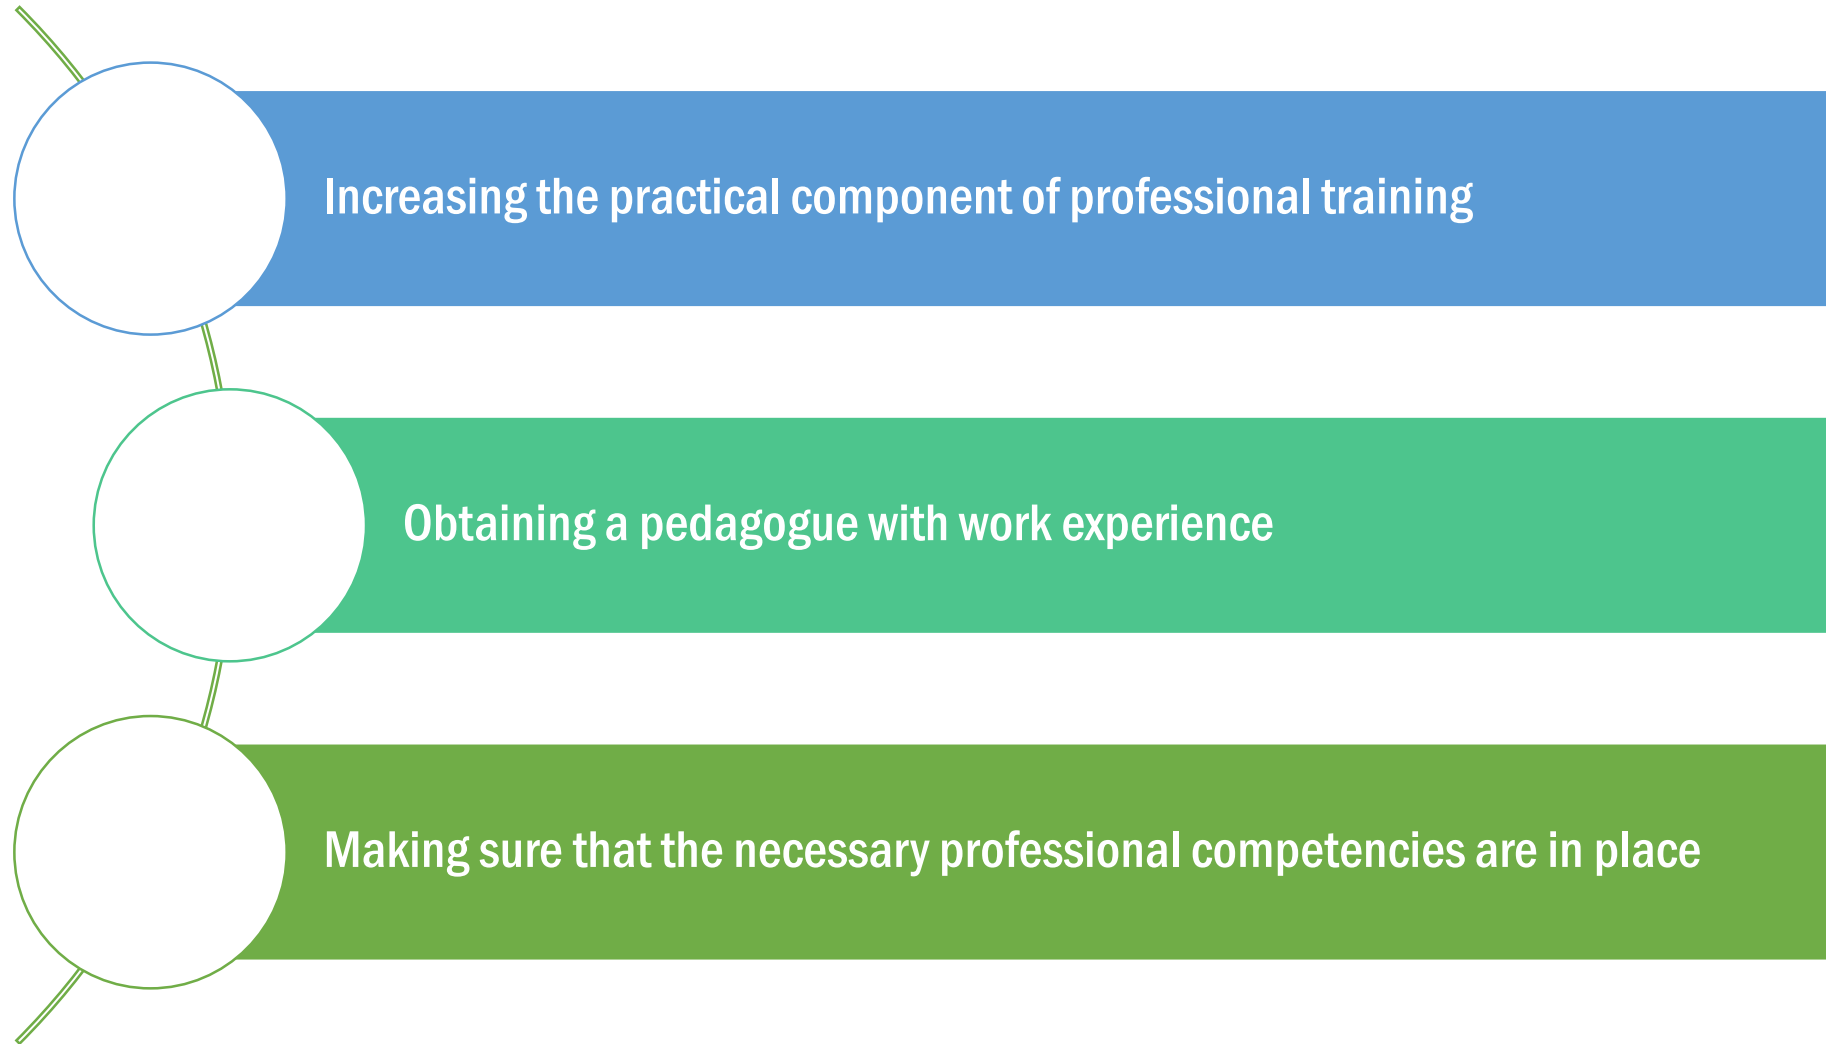 Increasing the practical component of professional training
Obtaining a pedagogue with work experience
Making sure that the necessary professional competencies are in place